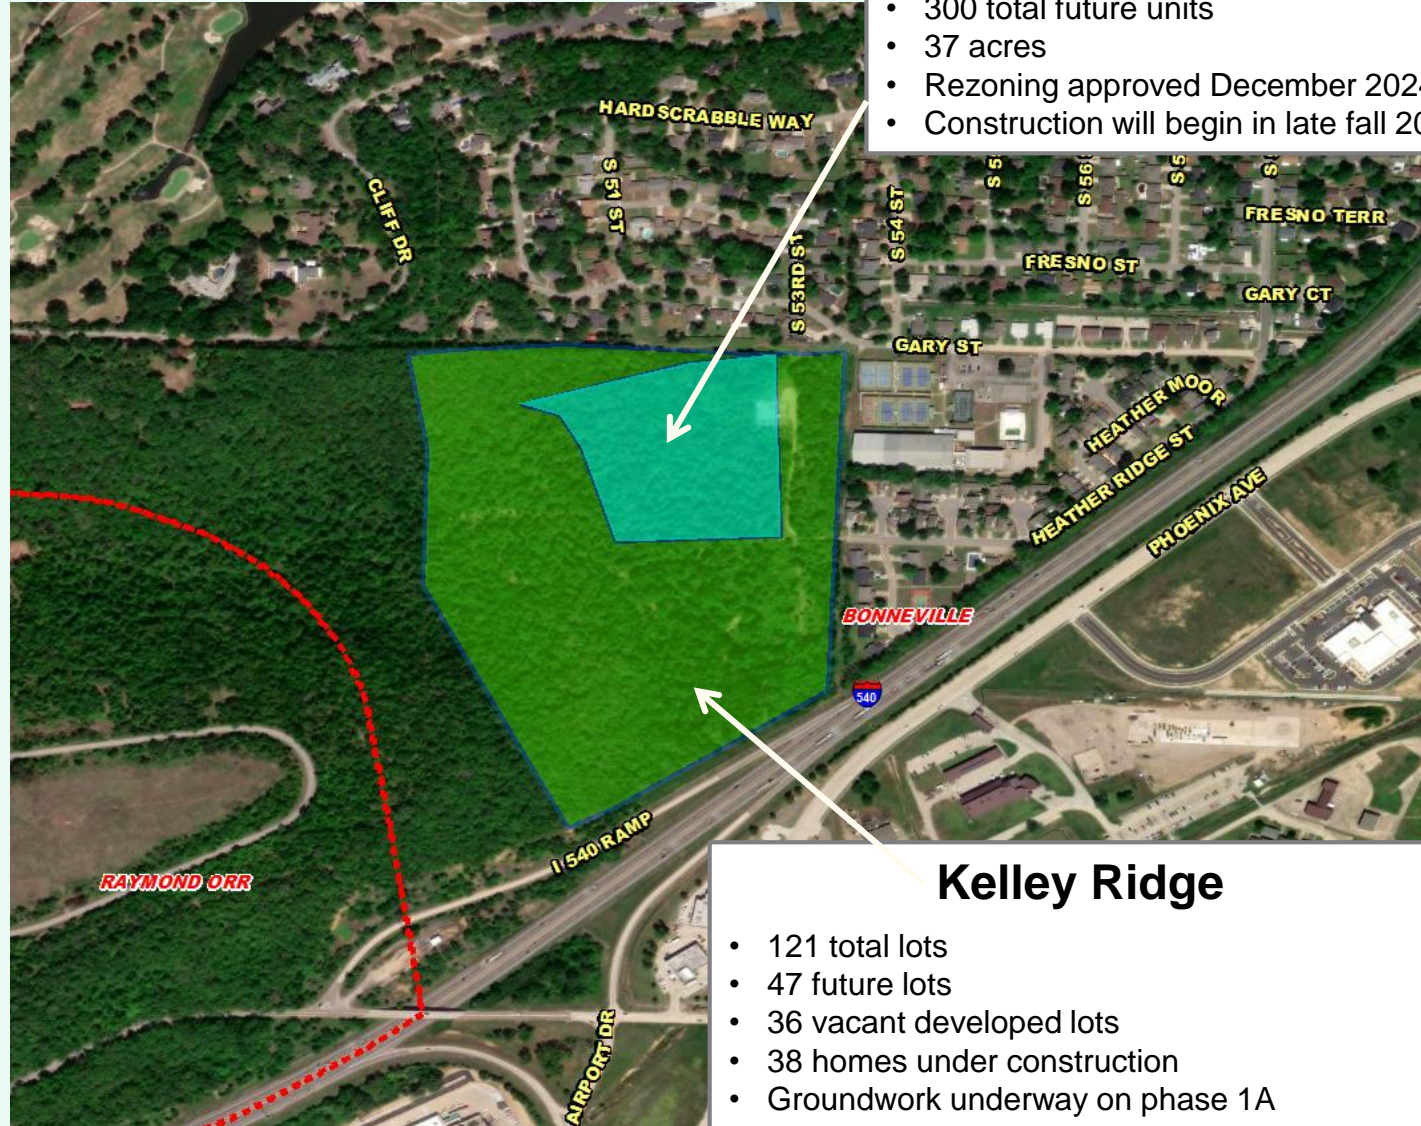 • 300 total future units
• 37 acres
• Rezoning approved December
• Construction will begin in late fall
HARDSCRABBLE WAY
S 51 ST
CLIFF DR
S 53RD ST
S 54 ST
S 56
FRESNO TERR
FRESNO ST
GARY CT
GARY ST
HEATHER MOOR
HEATHER RIDGE ST
PHOENIX AVE
BONNEVILLE
540
I 540 RAMP
RAYMOND ORR
AIRPORT DR
Kelley Ridge
• 121 total lots
• 47 future lots
• 36 vacant developed lots
• 38 homes under construction
• Groundwork underway on phase 1A